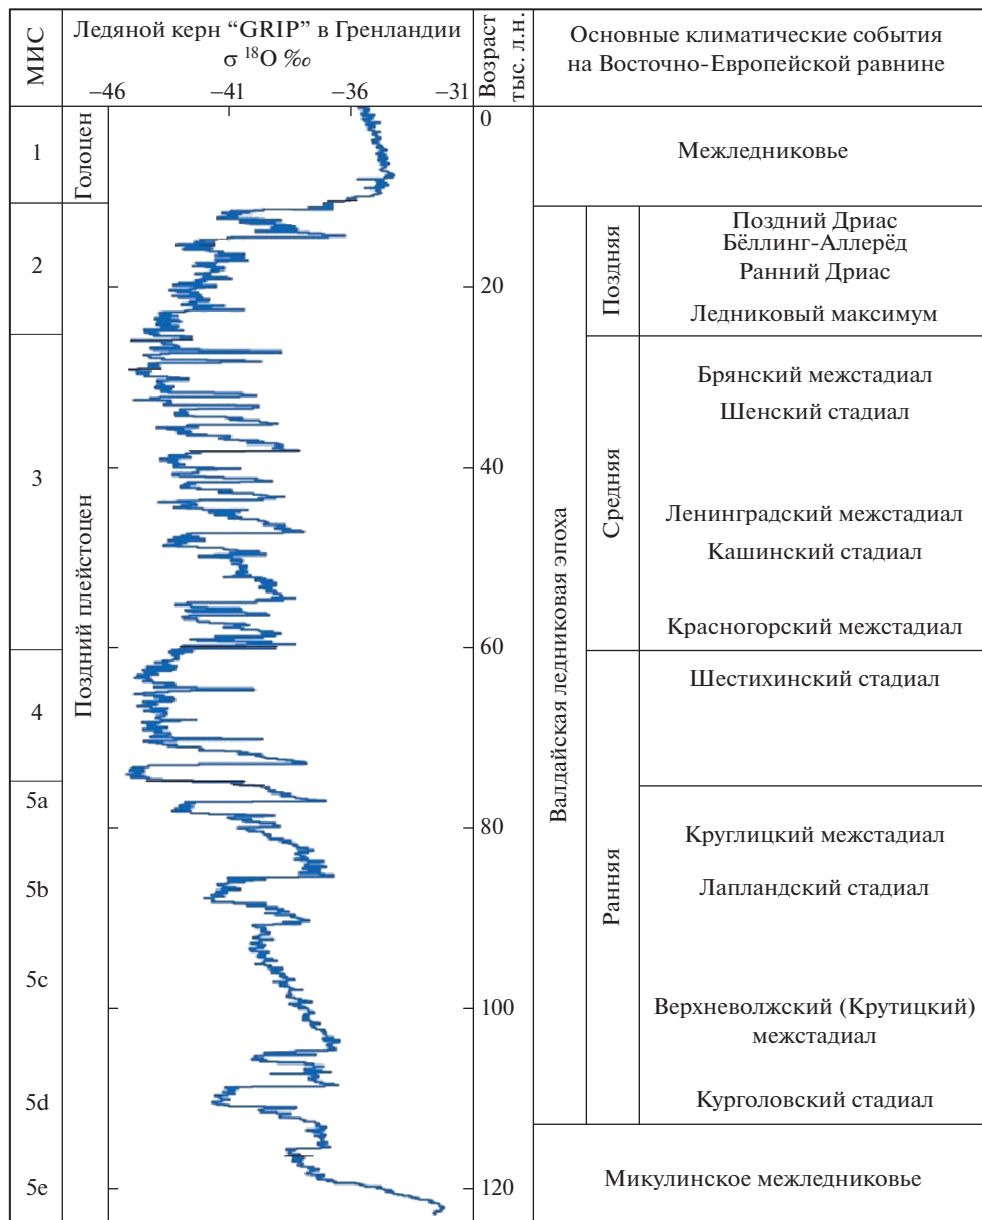 МИС
Ледяной керн “GRIP” в Гренландии
σ ¹⁸O ‰
−46 −41 −36 −31
Возраст
тыс. л.н.
Основные климатические события
на Восточно-Европейской равнине
1
2
3
4
5a
5b
5c
5d
5e
Голоцен
Поздний плейстоцен
0
20
40
60
80
100
120
Межледниковье
Валдайская ледниковая эпоха
Поздняя
Поздний Дриас
Бёллинг-Аллерёд
Ранний Дриас
Ледниковый максимум
Средняя
Брянский межстадиал
Шенский стадиал
Ленинградский межстадиал
Кашинский стадиал
Красногорский межстадиал
Ранняя
Шестихинский стадиал
Круглицкий межстадиал
Лапландский стадиал
Верхневолжский (Крутицкий)
межстадиал
Курголовский стадиал
Микулинское межледниковье